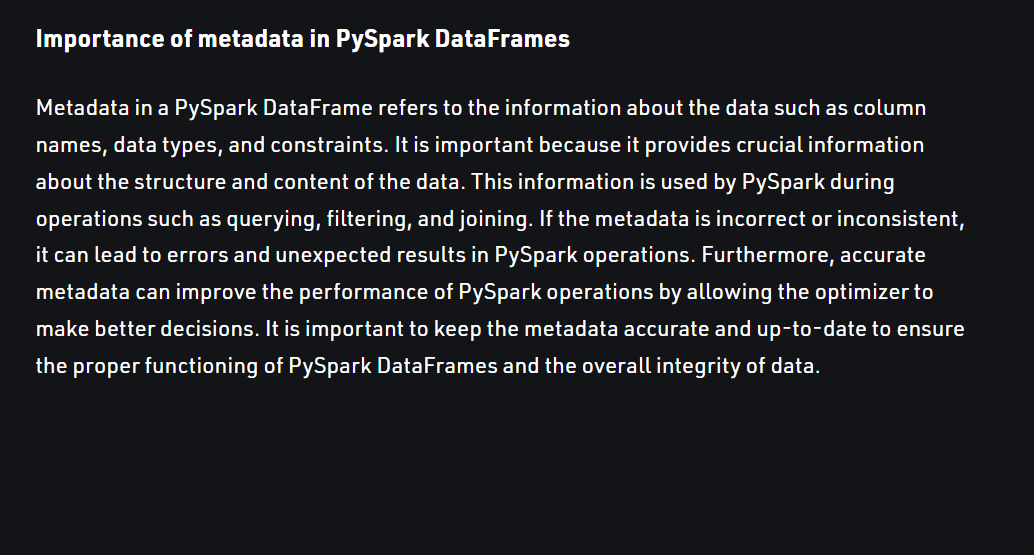 Importance of metadata in PySpark DataFrames
Metadata in a PySpark DataFrame refers to the information about the data such as column
names, data types, and constraints. It is important because it provides crucial information
about the structure and content of the data. This information is used by PySpark during
operations such as querying, filtering, and joining. If the metadata is incorrect or inconsistent,
it can lead to errors and unexpected results in PySpark operations. Furthermore, accurate
metadata can improve the performance of PySpark operations by allowing the optimizer to
make better decisions. It is important to keep the metadata accurate and up-to-date to ensure
the proper functioning of PySpark DataFrames and the overall integrity of data.